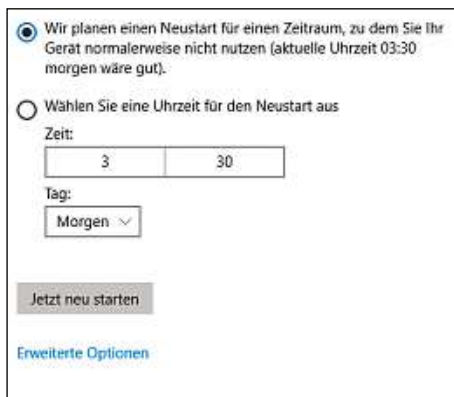 Wir planen einen Neustart für einen Zeitraum, zu dem Sie Ihr
Gerät normalerweise nicht nutzen (aktuelle Uhrzeit 03:30
morgen wäre gut).
Wählen Sie eine Uhrzeit für den Neustart aus
Zeit:
3 30
Tag:
Morgen
Jetzt neu starten
Erweiterte Optionen